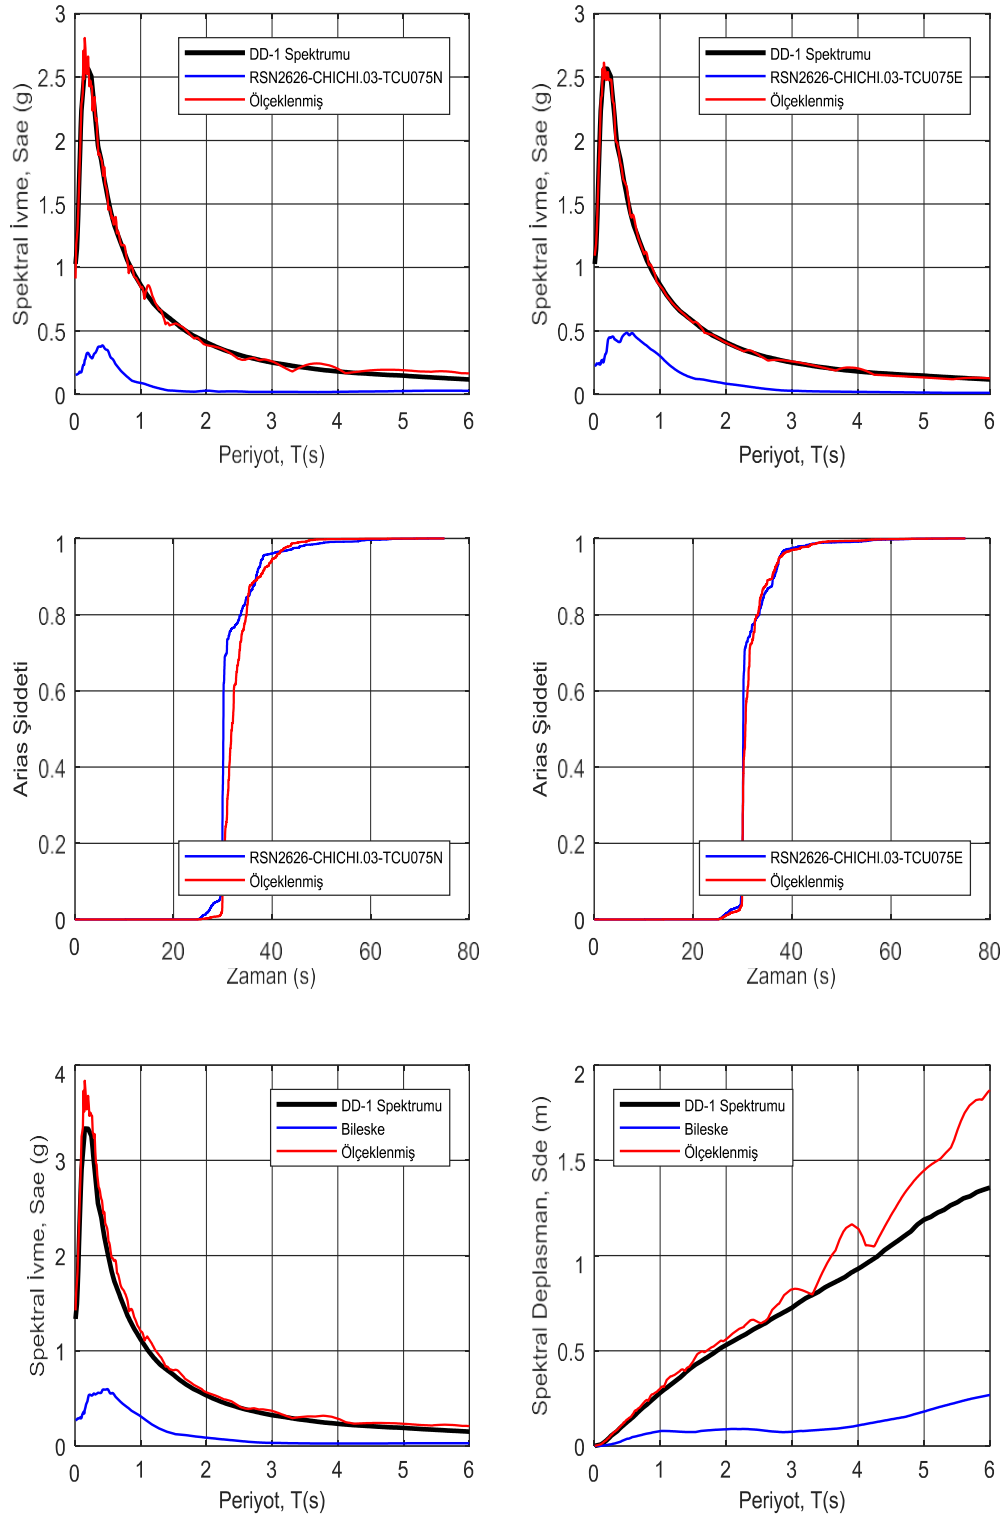 3
2.5
2
1.5
1
0.5
0
0
1
2
3
4
5
6
Spektral İvme, Sae (g)
Periyot, T(s)
DD-1 Spektrumu
RSN2626-CHICHI.03-TCU075N
Ölçeklenmiş
3
2.5
2
1.5
1
0.5
0
0
1
2
3
4
5
6
Spektral İvme, Sae (g)
Periyot, T(s)
DD-1 Spektrumu
RSN2626-CHICHI.03-TCU075E
Ölçeklenmiş
1
0.8
0.6
0.4
0.2
0
0
20
40
60
80
Arias Şiddeti
Zaman (s)
RSN2626-CHICHI.03-TCU075N
Ölçeklenmiş
1
0.8
0.6
0.4
0.2
0
0
20
40
60
80
Arias Şiddeti
Zaman (s)
RSN2626-CHICHI.03-TCU075E
Ölçeklenmiş
4
3
2
1
0
0
1
2
3
4
5
6
Spektral İvme, Sae (g)
Periyot, T(s)
DD-1 Spektrumu
Bileske
Ölçeklenmiş
2
1.5
1
0.5
0
0
1
2
3
4
5
6
Spektral Deplasman, Sde (m)
Periyot, T(s)
DD-1 Spektrumu
Bileske
Ölçeklenmiş